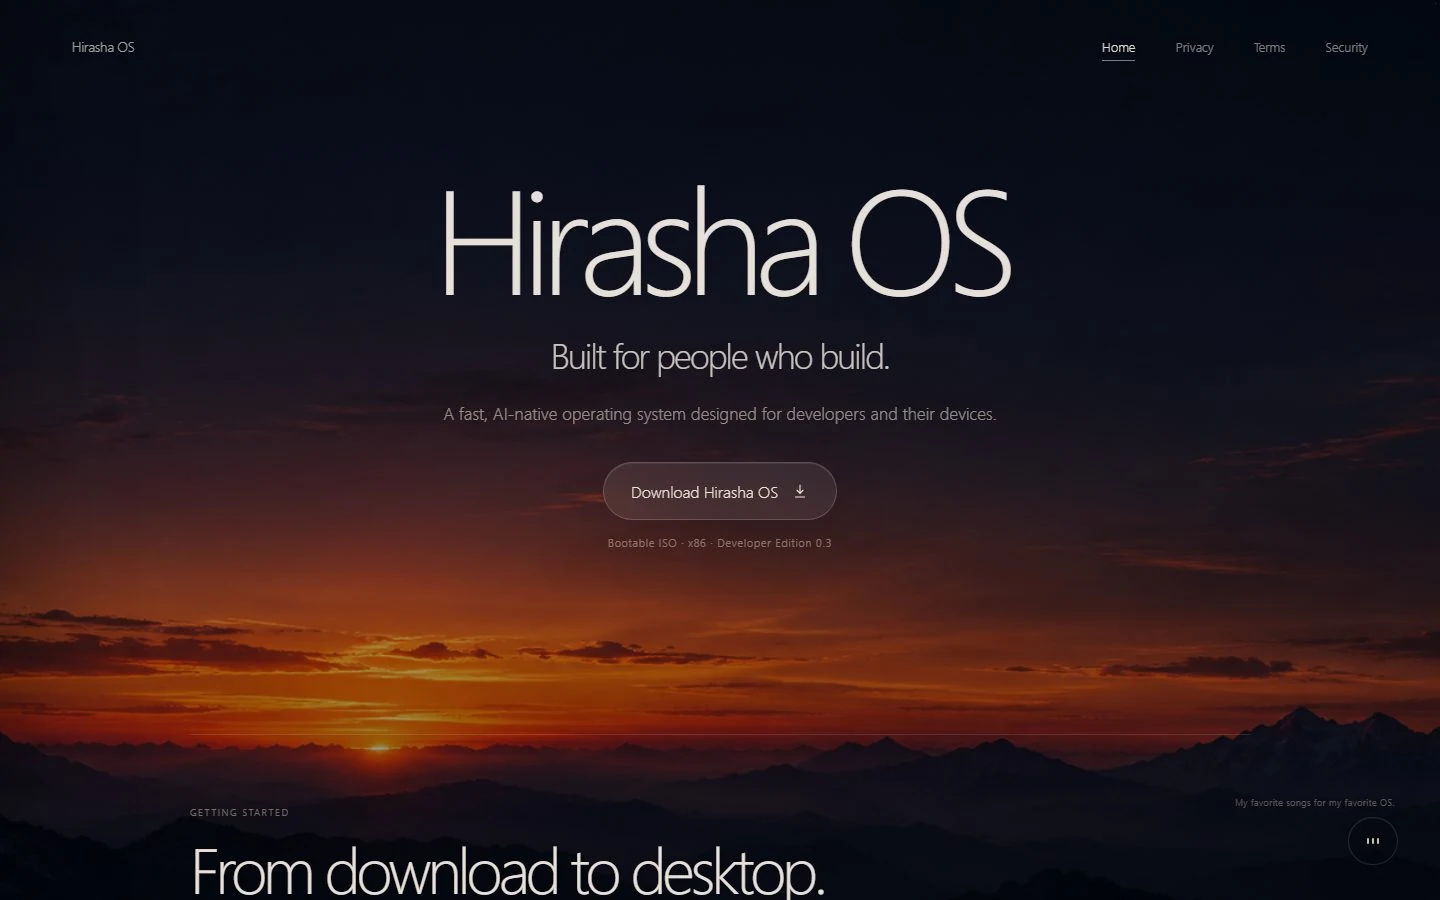 Hirasha OS
Home Privacy Terms Security
Hirasha OS
Built for people who build.
A fast, AI-native operating system designed for developers and their devices.
Download Hirasha OS
Bootable ISO · x86 · Developer Edition 0.3
GETTING STARTED
My favorite songs for my favorite OS.
From download to desktop.